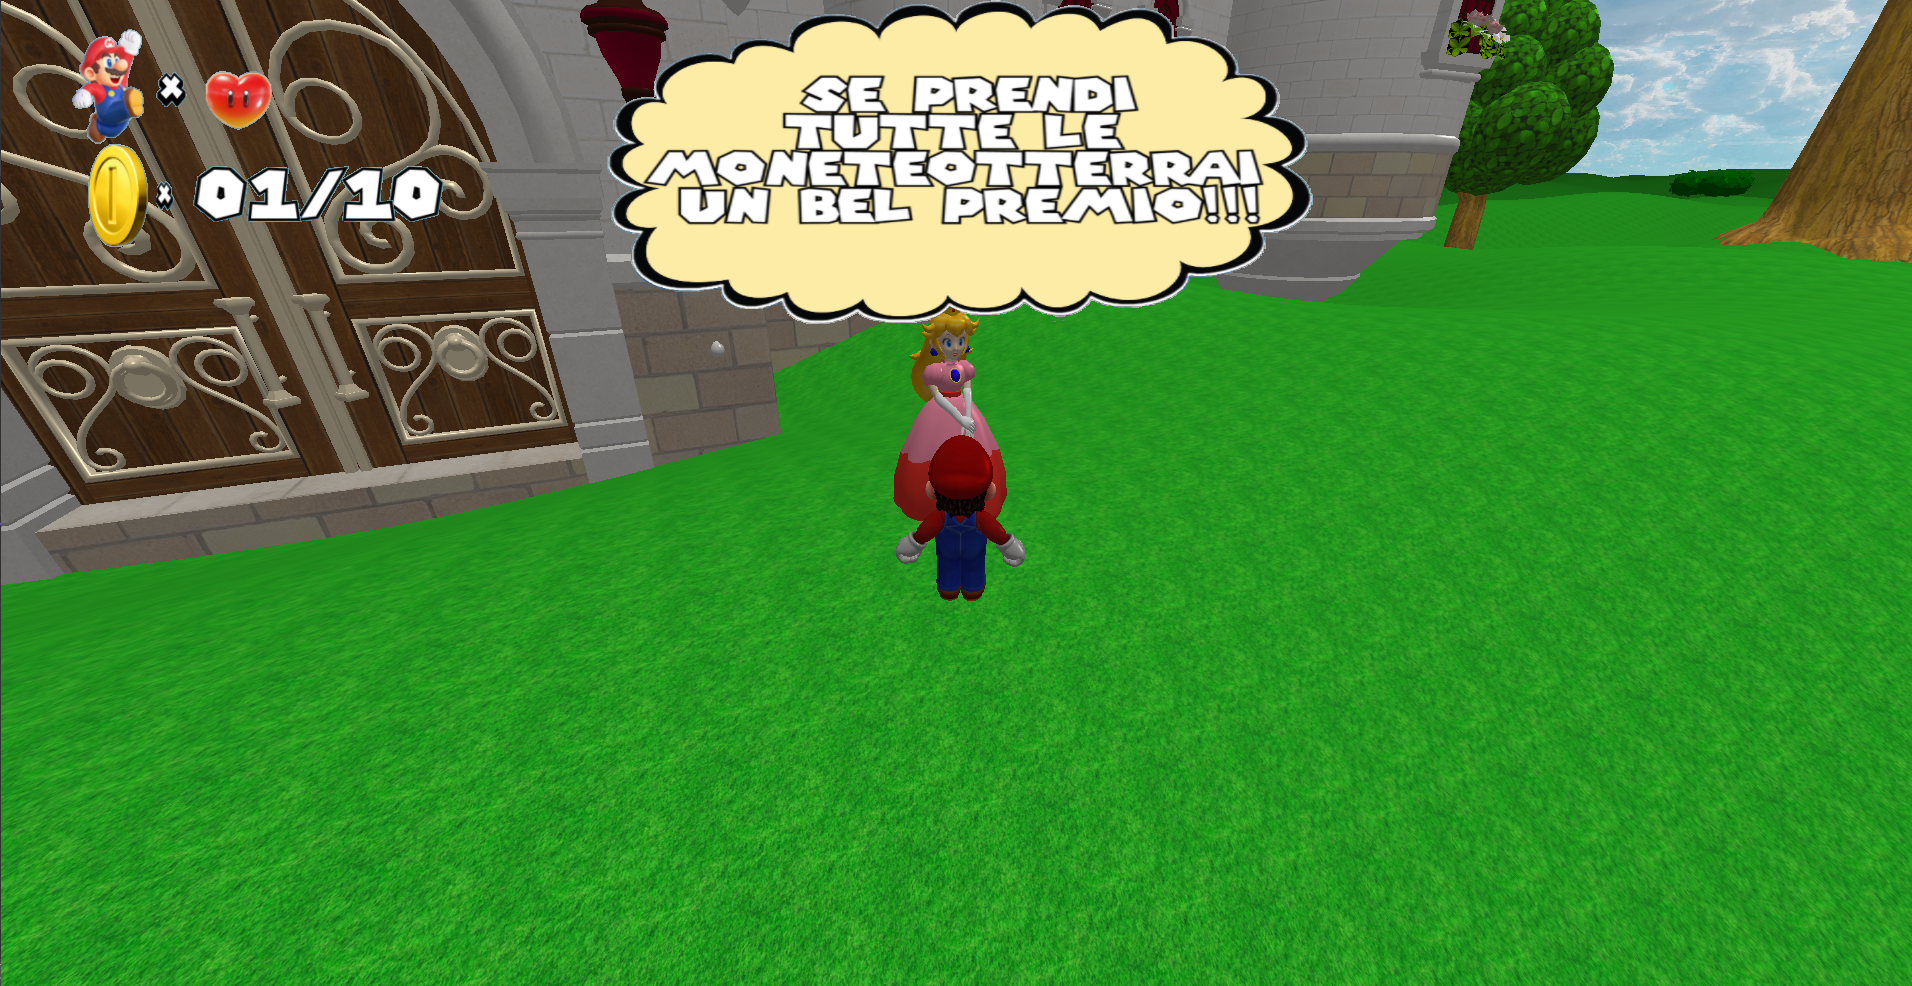 SE PRENDI
TUTTE LE
MONETEOTTERRAI
UN BEL PREMIO!!!
×
× 01/10